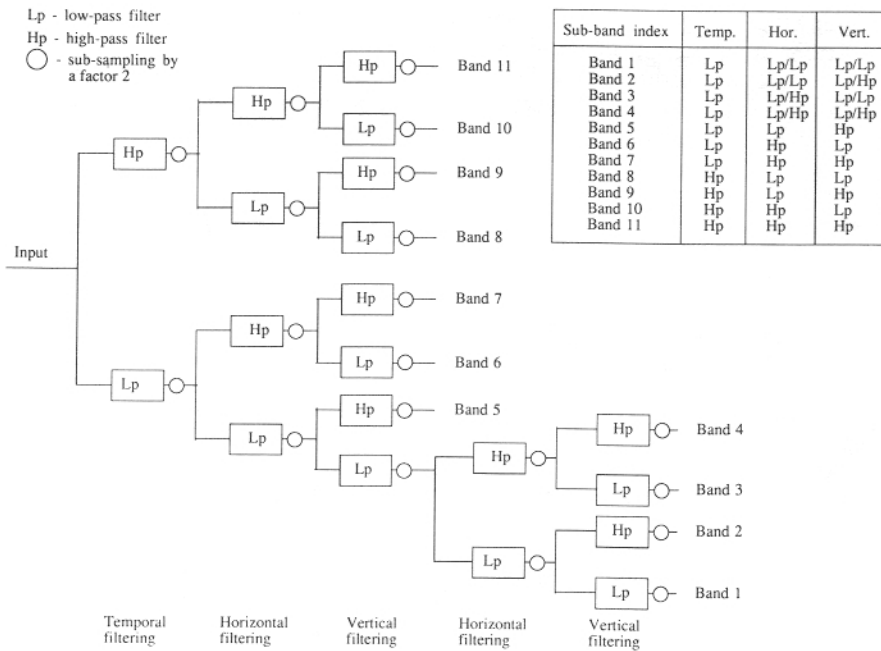 Lp - low-pass filter
Hp - high-pass filter
- sub-sampling by
a factor 2
Sub-band index Temp. Hor. Vert.
Band 1 Lp Lp/Lp Lp/Lp
Band 2 Lp Lp/Lp Lp/Hp
Band 3 Lp Lp/Hp Lp/Lp
Band 4 Lp Lp/Hp Lp/Hp
Band 5 Lp Lp Hp
Band 6 Lp Hp Lp
Band 7 Lp Hp Hp
Band 8 Hp Lp Lp
Band 9 Hp Lp Hp
Band 10 Hp Hp Lp
Band 11 Hp Hp Hp
Hp Band 11
Hp
Lp Band 10
Hp
Hp Band 9
Lp
Lp Band 8
Input
Hp Band 7
Hp
Lp Band 6
Lp
Hp Band 5
Lp
Lp
Hp Band 4
Hp
Lp Band 3
Hp Band 2
Lp
Lp Band 1
Temporal filtering
Horizontal filtering
Vertical filtering
Horizontal filtering
Vertical filtering